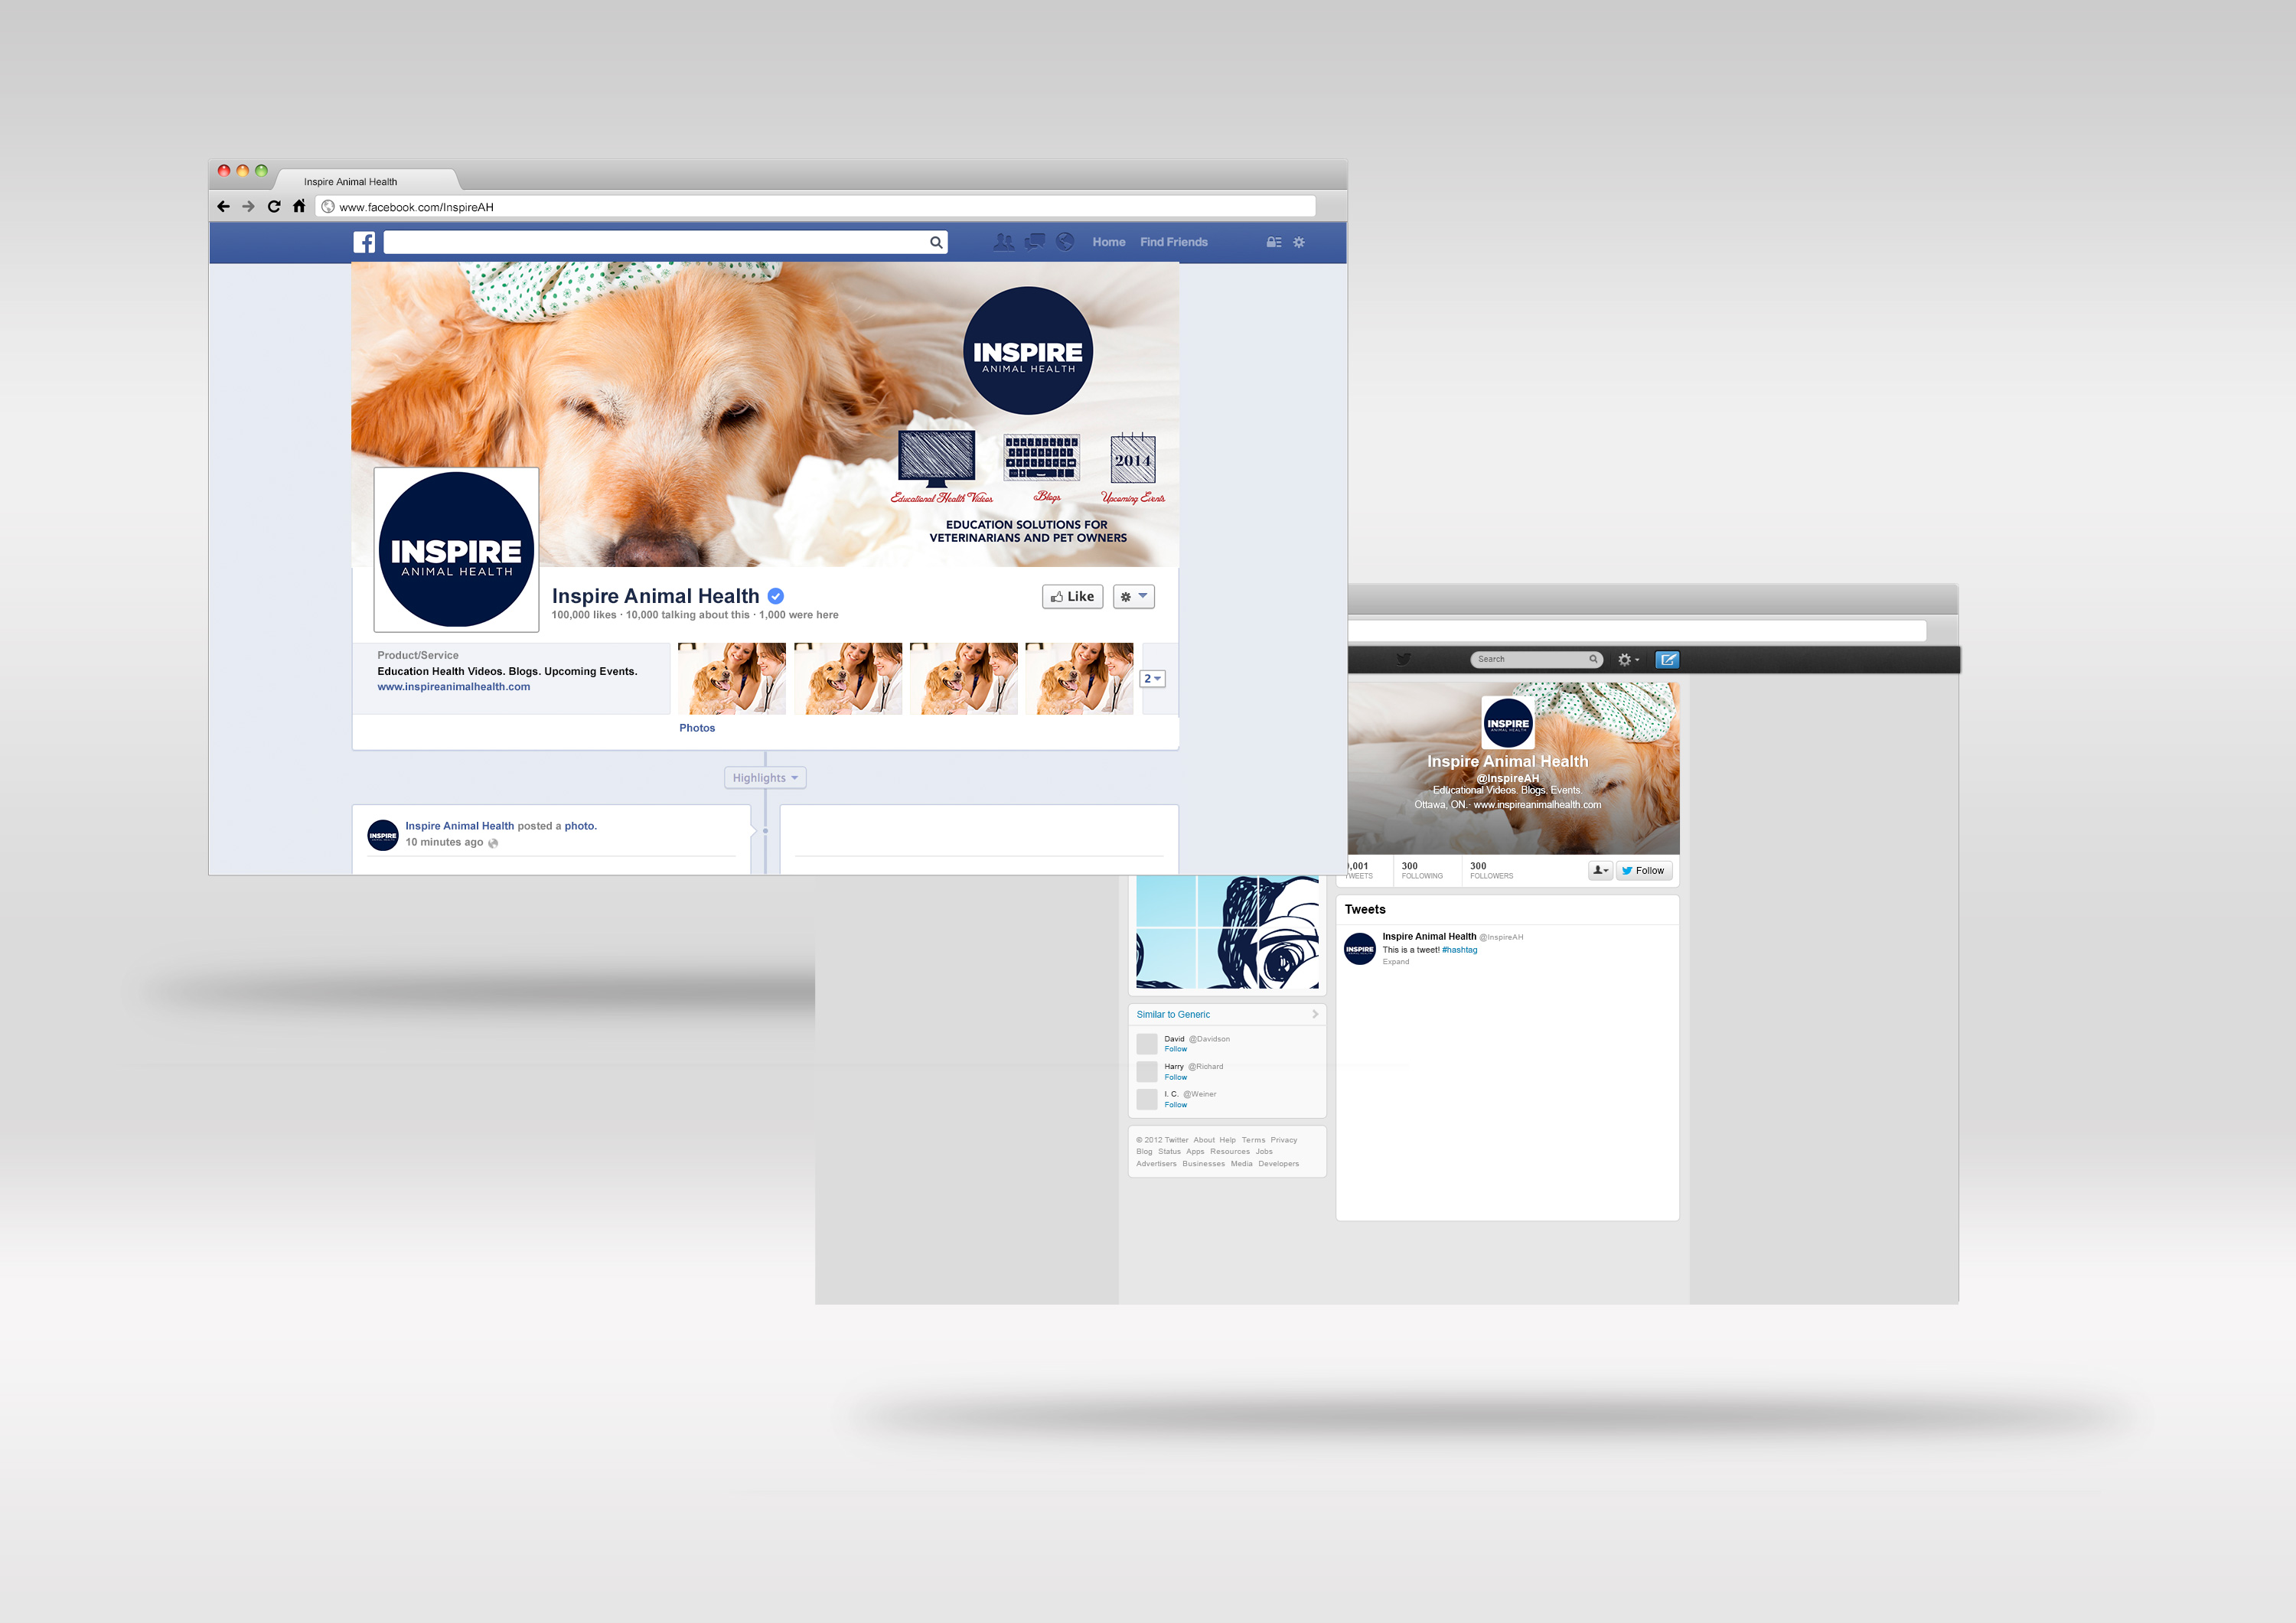 Inspire Animal Health
www.facebook.com/InspireAH
Home Find Friends
INSPIRE
ANIMAL HEALTH
2014
Educational Health Videos Blogs Upcoming Events
EDUCATION SOLUTIONS FOR
VETERINARIANS AND PET OWNERS
INSPIRE
ANIMAL HEALTH
Inspire Animal Health
100,000 likes · 10,000 talking about this · 1,000 were here
Like
Product/Service
Education Health Videos. Blogs. Upcoming Events.
www.inspireanimalhealth.com
2
Photos
Highlights
INSPIRE
Inspire Animal Health posted a photo.
10 minutes ago
Search
INSPIRE
ANIMAL HEALTH
Inspire Animal Health
@InspireAH
Educational Videos. Blogs. Events.
Ottawa, ON.· www.inspireanimalhealth.com
,001 300 300
TWEETS FOLLOWING FOLLOWERS
Follow
Tweets
INSPIRE
Inspire Animal Health @InspireAH
This is a tweet! #hashtag
Expand
Similar to Generic
David @Davidson
Follow
Harry @Richard
Follow
I. C. @Weiner
Follow
© 2012 Twitter About Help Terms Privacy
Blog Status Apps Resources Jobs
Advertisers Businesses Media Developers